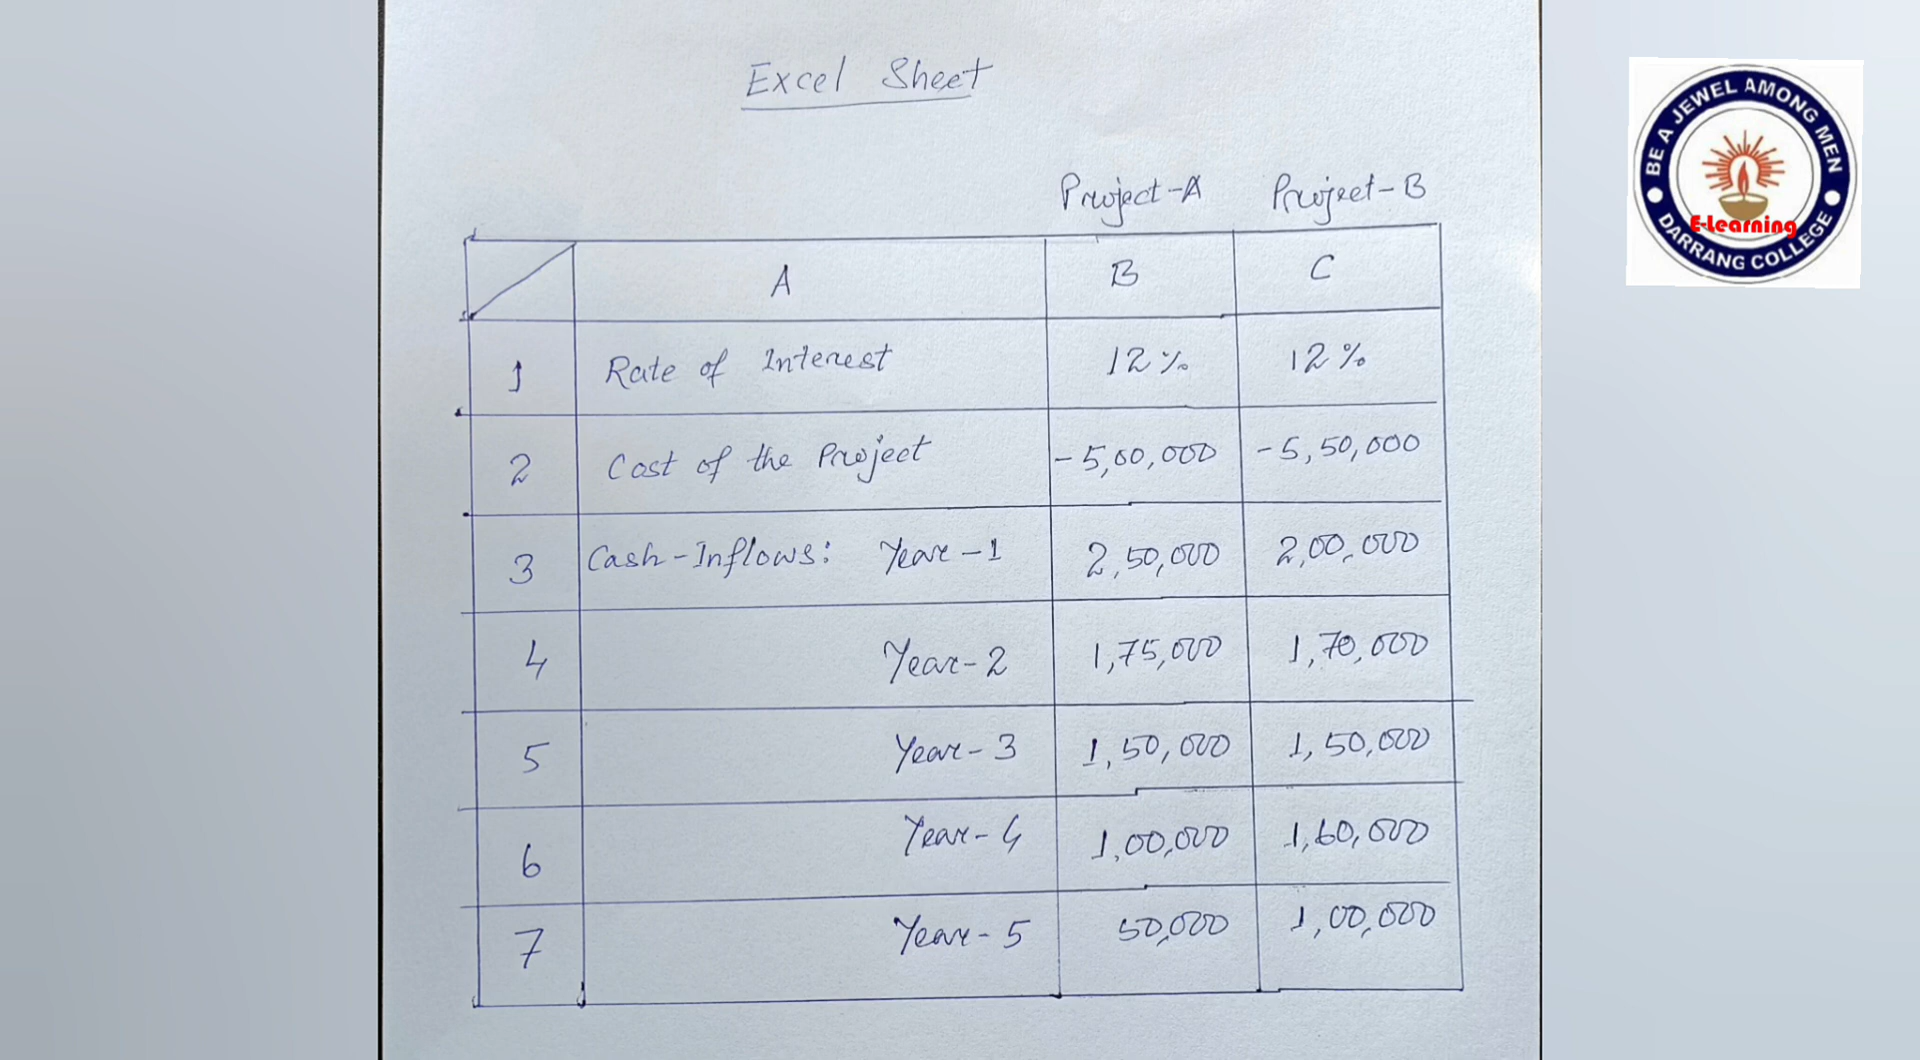 Excel Sheet
Project-A Project-B
A B C
1 Rate of Interest 12% 12%
2 Cost of the Project -5,00,000 -5,50,000
3 Cash-Inflows: Year-1 2,50,000 2,00,000
4 Year-2 1,75,000 1,70,000
5 Year-3 1,50,000 1,50,000
6 Year-4 1,00,000 1,60,000
7 Year-5 50,000 1,00,000
BE A JEWEL AMONG MEN
E-Learning
DARRANG COLLEGE